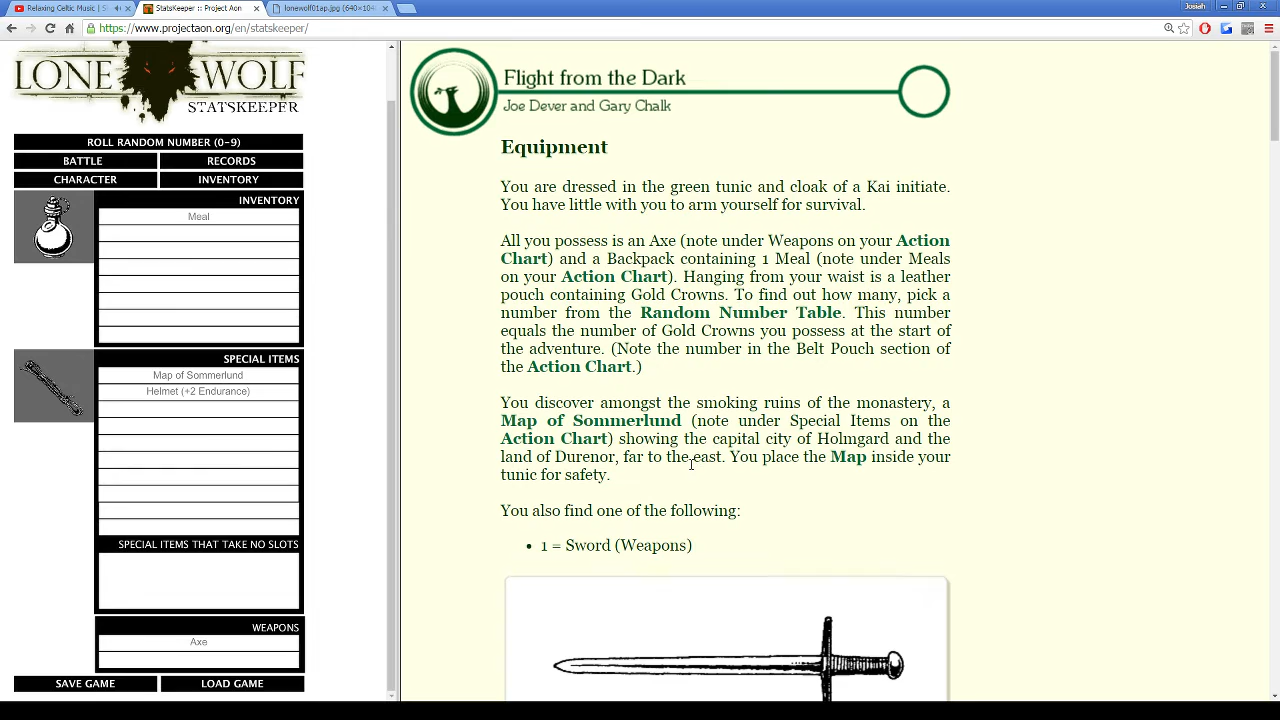 Relaxing Celtic Music | S
StatsKeeper :: Project Aon
lonewolf01ap.jpg (640×104
Josiah
https://www.projectaon.org/en/statskeeper/
LONE WOLF
STATSKEEPER
ROLL RANDOM NUMBER (0-9)
BATTLE
RECORDS
CHARACTER
INVENTORY
INVENTORY
Meal
SPECIAL ITEMS
Map of Sommerlund
Helmet (+2 Endurance)
SPECIAL ITEMS THAT TAKE NO SLOTS
WEAPONS
Axe
SAVE GAME
LOAD GAME
Flight from the Dark
Joe Dever and Gary Chalk
Equipment
You are dressed in the green tunic and cloak of a Kai initiate.
You have little with you to arm yourself for survival.
All you possess is an Axe (note under Weapons on your Action
Chart) and a Backpack containing 1 Meal (note under Meals
on your Action Chart). Hanging from your waist is a leather
pouch containing Gold Crowns. To find out how many, pick a
number from the Random Number Table. This number
equals the number of Gold Crowns you possess at the start of
the adventure. (Note the number in the Belt Pouch section of
the Action Chart.)
You discover amongst the smoking ruins of the monastery, a
Map of Sommerlund (note under Special Items on the
Action Chart) showing the capital city of Holmgard and the
land of Durenor, far to the east. You place the Map inside your
tunic for safety.
You also find one of the following:
• 1 = Sword (Weapons)